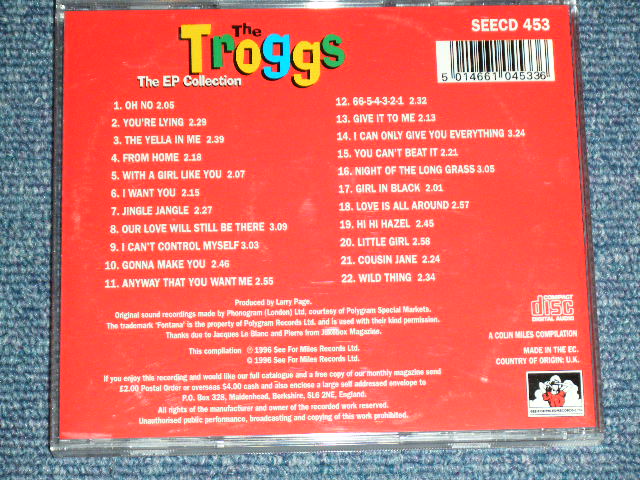 The
Troggs
The EP Collection
SEECD 453
5 014661 045336
1. OH NO 2.05
2. YOU'RE LYING 2.29
3. THE YELLA IN ME 2.39
4. FROM HOME 2.18
5. WITH A GIRL LIKE YOU 2.07
6. I WANT YOU 2.15
7. JINGLE JANGLE 2.27
8. OUR LOVE WILL STILL BE THERE 3.09
9. I CAN'T CONTROL MYSELF 3.03
10. GONNA MAKE YOU 2.46
11. ANYWAY THAT YOU WANT ME 2.55
12. 66-5-4-3-2-1 2.32
13. GIVE IT TO ME 2.13
14. I CAN ONLY GIVE YOU EVERYTHING 3.24
15. YOU CAN'T BEAT IT 2.21
16. NIGHT OF THE LONG GRASS 3.05
17. GIRL IN BLACK 2.01
18. LOVE IS ALL AROUND 2.57
19. HI HI HAZEL 2.45
20. LITTLE GIRL 2.58
21. COUSIN JANE 2.24
22. WILD THING 2.34
Produced by Larry Page.
Original sound recordings made by Phonogram (London) Ltd, courtesy of Polygram Special Markets.
The trademark 'Fontana' is the property of Polygram Records Ltd. and is used with their kind permission.
Thanks due to Jacques Le Blanc and Pierre from Jukebox Magazine.
This compilation ℗ 1996 See For Miles Records Ltd.
© 1996 See For Miles Records Ltd.
If you enjoy this recording and would like our full catalogue and a free copy of our monthly magazine send
£2.00 Postal Order or overseas $4.00 cash and also enclose a large self addressed envelope to
P.O. Box 328, Maidenhead, Berkshire, SL6 2NE, England.
All rights of the manufacturer and owner of the recorded work reserved.
Unauthorised public performance, broadcasting and copying of this work prohibited.
COMPACT
disc
DIGITAL AUDIO
A COLIN MILES COMPILATION
MADE IN THE EC.
COUNTRY OF ORIGIN: U.K.
SEE FOR MILES RECORDS LTD.